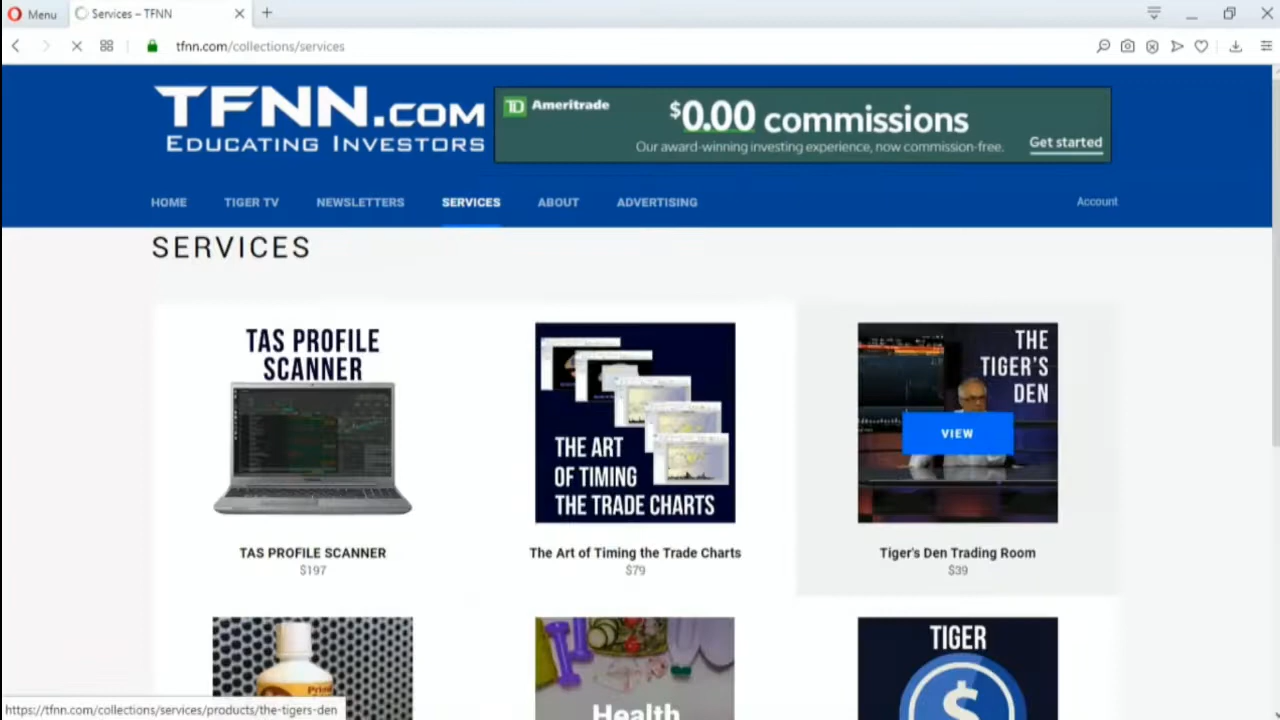 Menu
Services – TFNN
tfnn.com/collections/services
TFNN.COM
EDUCATING INVESTORS
TD Ameritrade
$0.00 commissions
Our award-winning investing experience, now commission-free.
Get started
HOME TIGER TV NEWSLETTERS SERVICES ABOUT ADVERTISING Account
SERVICES
TAS PROFILE
SCANNER
THE ART
OF TIMING
THE TRADE CHARTS
THE
TIGER'S
DEN
VIEW
TAS PROFILE SCANNER
$197
The Art of Timing the Trade Charts
$79
Tiger's Den Trading Room
$39
Health
TIGER
$
https://tfnn.com/collections/services/products/the-tigers-den